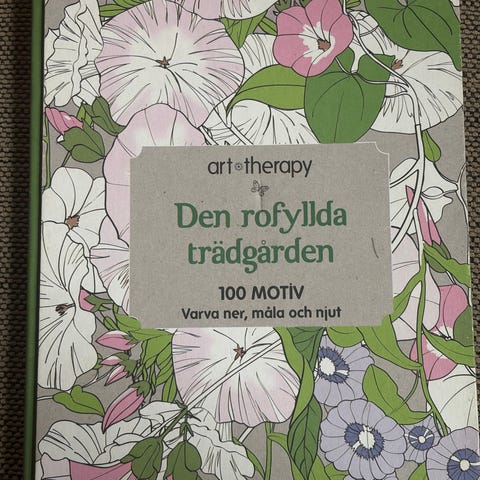 art therapy
Den rofyllda
trädgården
100 MOTIV
Varva ner, måla och njut